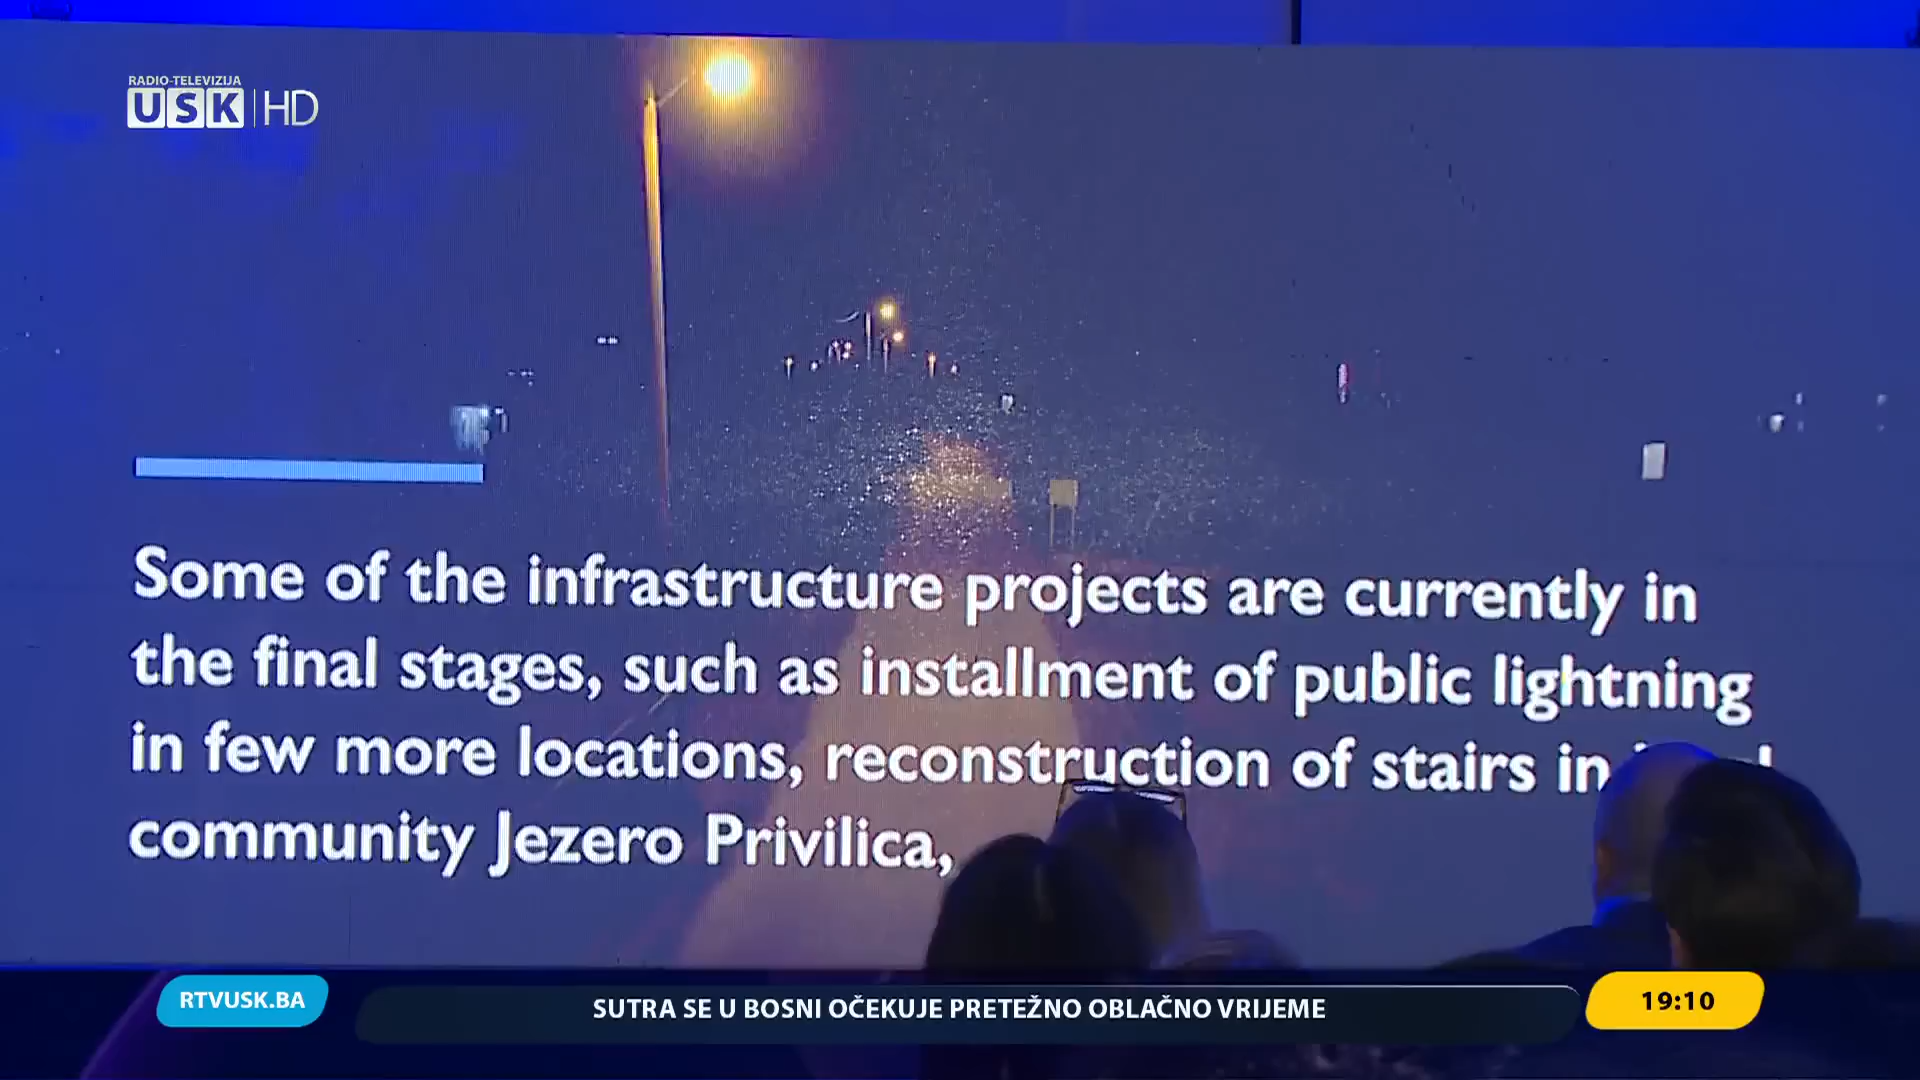 RADIO-TELEVIZIJA
USK HD
Some of the infrastructure projects are currently in
the final stages, such as installment of public lightning
in few more locations, reconstruction of stairs in
community Jezero Privilica,
RTVUSK.BA
SUTRA SE U BOSNI OČEKUJE PRETEŽNO OBLAČNO VRIJEME
19:10